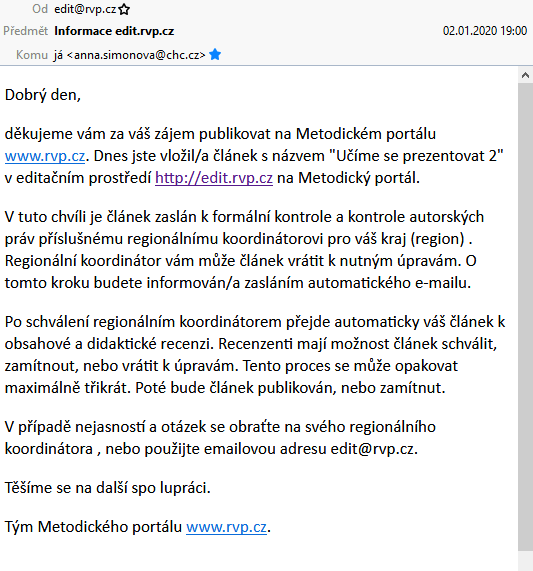 Od edit@rvp.cz
Předmět Informace edit.rvp.cz 02.01.2020 19:00
Komu já <anna.simonova@chc.cz>
Dobrý den,
děkujeme vám za váš zájem publikovat na Metodickém portálu
www.rvp.cz. Dnes jste vložil/a článek s názvem "Učíme se prezentovat 2"
v editačním prostředí http://edit.rvp.cz na Metodický portál.
V tuto chvíli je článek zaslán k formální kontrole a kontrole autorských
práv příslušnému regionálnímu koordinátorovi pro váš kraj (region) .
Regionální koordinátor vám může článek vrátit k nutným úpravám. O
tomto kroku budete informován/a zasláním automatického e-mailu.
Po schválení regionálním koordinátorem přejde automaticky váš článek k
obsahové a didaktické recenzi. Recenzenti mají možnost článek schválit,
zamítnout, nebo vrátit k úpravám. Tento proces se může opakovat
maximálně třikrát. Poté bude článek publikován, nebo zamítnut.
V případě nejasností a otázek se obraťte na svého regionálního
koordinátora , nebo použijte emailovou adresu edit@rvp.cz.
Těšíme se na další spo lupráci.
Tým Metodického portálu www.rvp.cz.